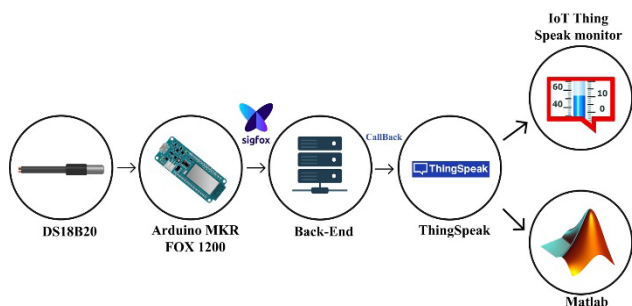 IoT Thing
Speak monitor
60
40
10
0
sigfox
CallBack
ThingSpeak
DS18B20
Arduino MKR
FOX 1200
Back-End
ThingSpeak
Matlab